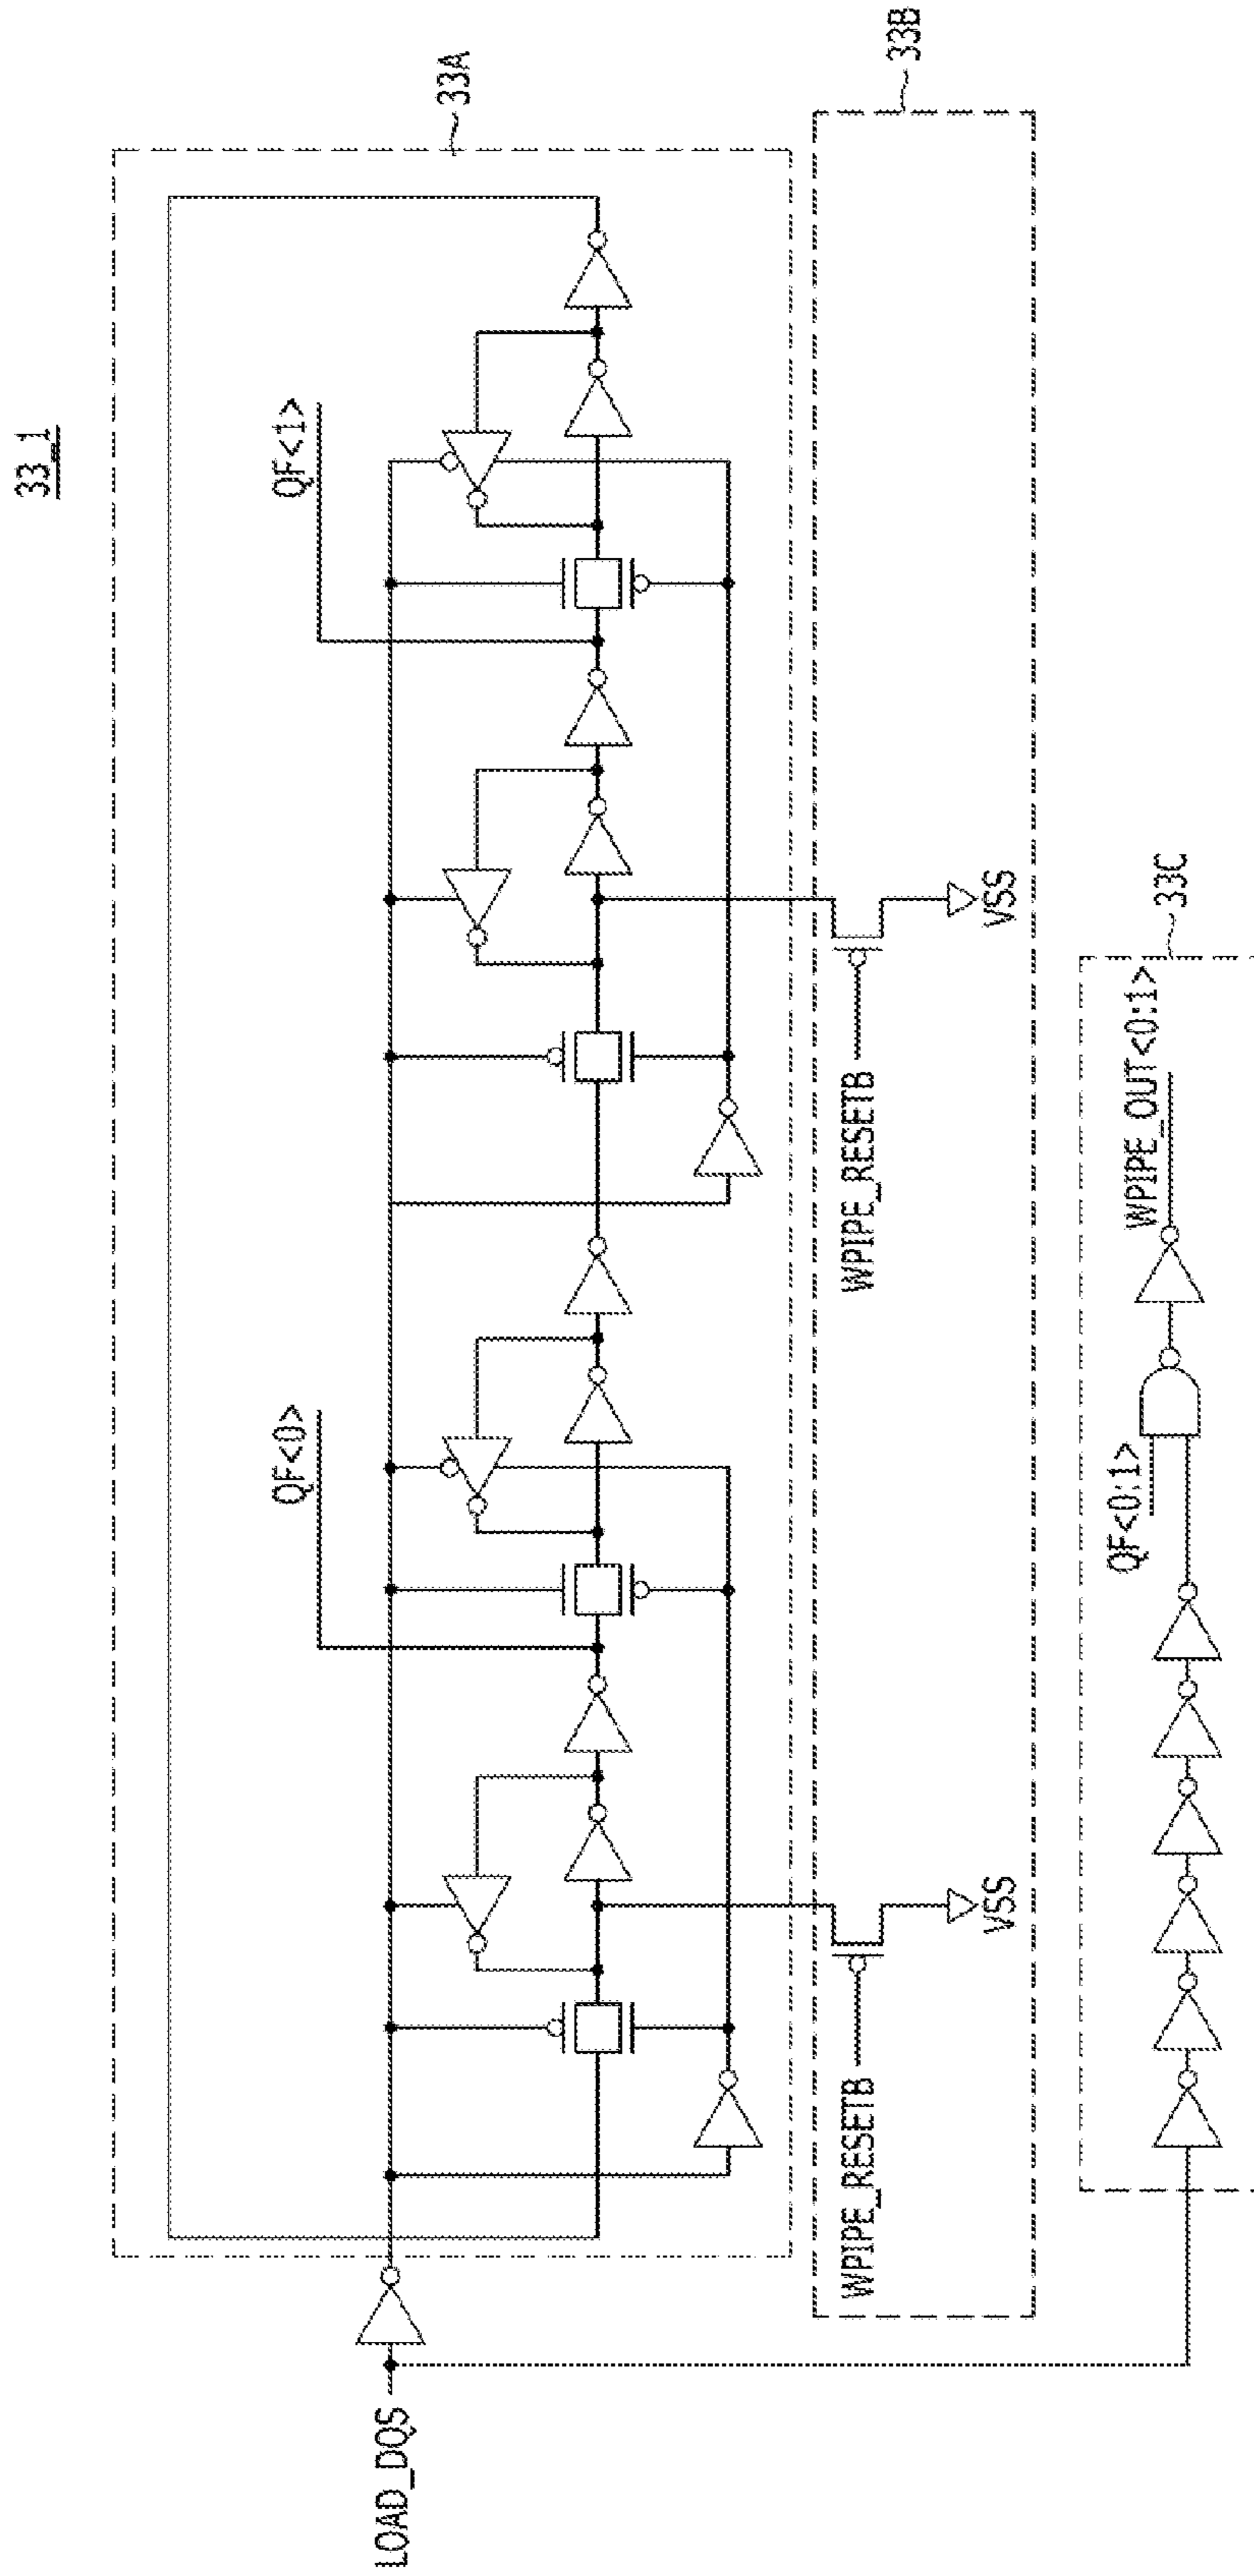 33_1
33A
QF<0>
QF<1>
LOAD_DQS
33B
WPIPE_RESETB
VSS
WPIPE_RESETB
VSS
33C
QF<0:1>
WPIPE_OUT<0:1>